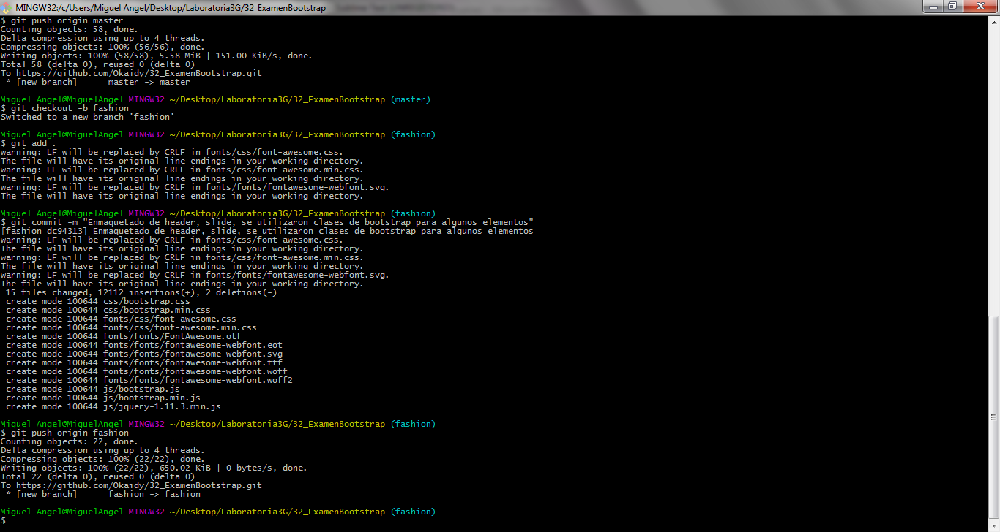 MINGW32:/c/Users/Miguel Angel/Desktop/Laboratoria3G/32_ExamenBootstrap
$ git push origin master
Counting objects: 58, done.
Delta compression using up to 4 threads.
Compressing objects: 100% (56/56), done.
Writing objects: 100% (58/58), 5.58 MiB | 151.00 KiB/s, done.
Total 58 (delta 0), reused 0 (delta 0)
To https://github.com/Okaidy/32_ExamenBootstrap.git
 * [new branch]      master -> master

Miguel Angel@MiguelAngel MINGW32 ~/Desktop/Laboratoria3G/32_ExamenBootstrap (master)
$ git checkout -b fashion
Switched to a new branch 'fashion'

Miguel Angel@MiguelAngel MINGW32 ~/Desktop/Laboratoria3G/32_ExamenBootstrap (fashion)
$ git add .
warning: LF will be replaced by CRLF in fonts/css/font-awesome.css.
The file will have its original line endings in your working directory.
warning: LF will be replaced by CRLF in fonts/css/font-awesome.min.css.
The file will have its original line endings in your working directory.
warning: LF will be replaced by CRLF in fonts/fonts/fontawesome-webfont.svg.
The file will have its original line endings in your working directory.

Miguel Angel@MiguelAngel MINGW32 ~/Desktop/Laboratoria3G/32_ExamenBootstrap (fashion)
$ git commit -m "Enmaquetado de header, slide, se utilizaron clases de bootstrap para algunos elementos"
[fashion dc94313] Enmaquetado de header, slide, se utilizaron clases de bootstrap para algunos elementos
warning: LF will be replaced by CRLF in fonts/css/font-awesome.css.
The file will have its original line endings in your working directory.
warning: LF will be replaced by CRLF in fonts/css/font-awesome.min.css.
The file will have its original line endings in your working directory.
warning: LF will be replaced by CRLF in fonts/fonts/fontawesome-webfont.svg.
The file will have its original line endings in your working directory.
 15 files changed, 12112 insertions(+), 2 deletions(-)
 create mode 100644 css/bootstrap.css
 create mode 100644 css/bootstrap.min.css
 create mode 100644 fonts/css/font-awesome.css
 create mode 100644 fonts/css/font-awesome.min.css
 create mode 100644 fonts/fonts/FontAwesome.otf
 create mode 100644 fonts/fonts/fontawesome-webfont.eot
 create mode 100644 fonts/fonts/fontawesome-webfont.svg
 create mode 100644 fonts/fonts/fontawesome-webfont.ttf
 create mode 100644 fonts/fonts/fontawesome-webfont.woff
 create mode 100644 fonts/fonts/fontawesome-webfont.woff2
 create mode 100644 js/bootstrap.js
 create mode 100644 js/bootstrap.min.js
 create mode 100644 js/jquery-1.11.3.min.js

Miguel Angel@MiguelAngel MINGW32 ~/Desktop/Laboratoria3G/32_ExamenBootstrap (fashion)
$ git push origin fashion
Counting objects: 22, done.
Delta compression using up to 4 threads.
Compressing objects: 100% (22/22), done.
Writing objects: 100% (22/22), 650.02 KiB | 0 bytes/s, done.
Total 22 (delta 0), reused 0 (delta 0)
To https://github.com/Okaidy/32_ExamenBootstrap.git
 * [new branch]      fashion -> fashion

Miguel Angel@MiguelAngel MINGW32 ~/Desktop/Laboratoria3G/32_ExamenBootstrap (fashion)
$